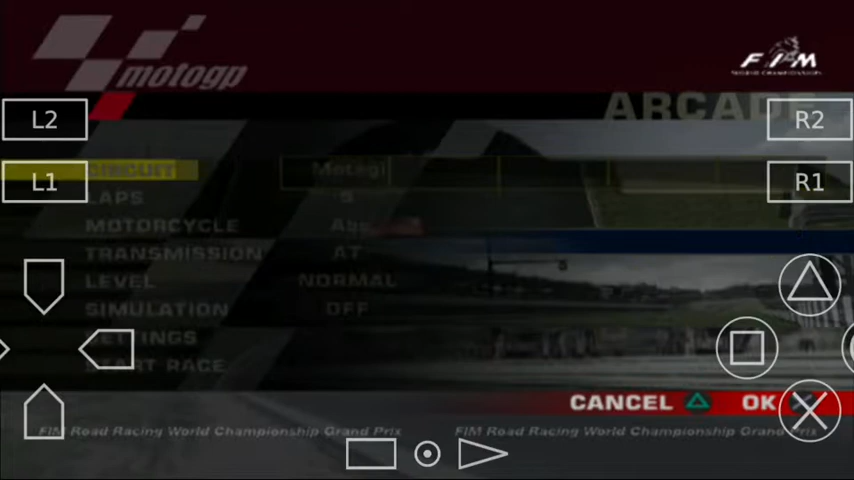 motogp
FIM
L2
ARCADE
R2
CIRCUIT Motegi
L1
R1
LAPS
MOTORCYCLE
TRANSMISSION AT
LEVEL NORMAL
SIMULATION OFF
SETTINGS
START RACE
CANCEL OK
FIM Road Racing World Championship Grand Prix FIM Road Racing World Championship Grand Prix